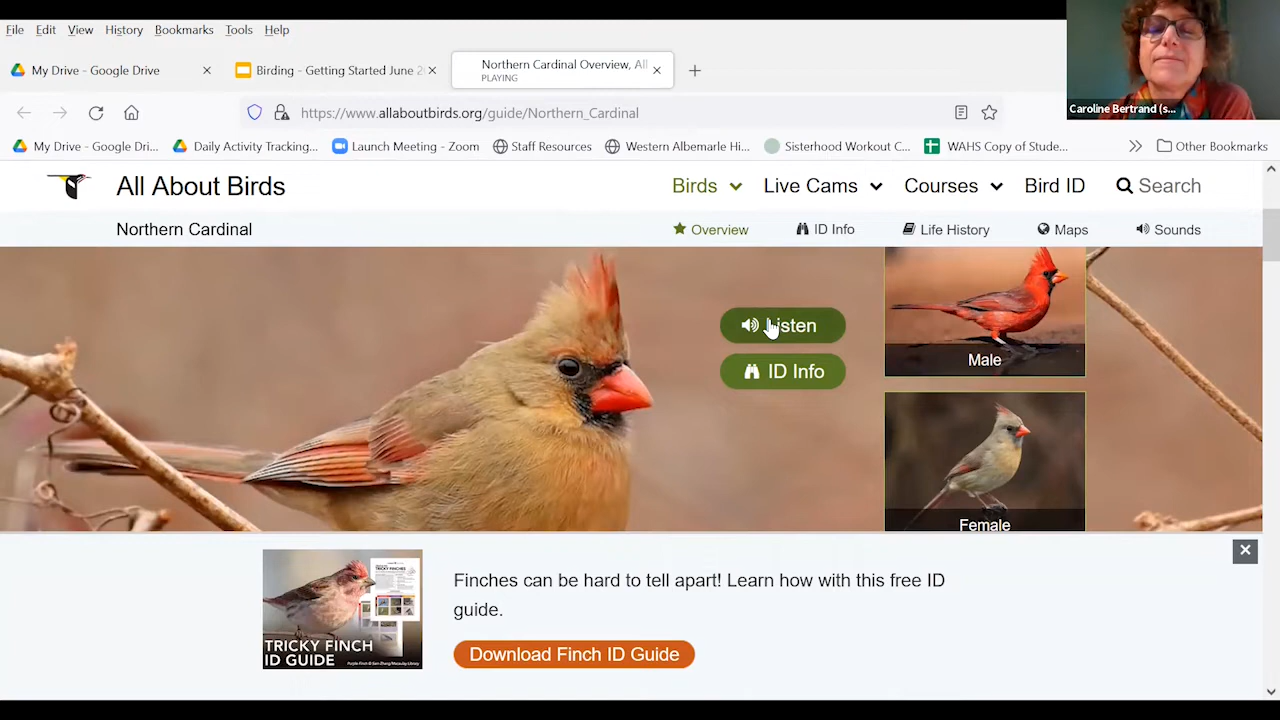 File Edit View History Bookmarks Tools Help
My Drive - Google Drive
Birding - Getting Started June 2
Northern Cardinal Overview, All
PLAYING
https://www.allaboutbirds.org/guide/Northern_Cardinal
Caroline Bertrand (s...
My Drive - Google Dri...
Daily Activity Tracking...
Launch Meeting - Zoom
Staff Resources
Western Albemarle Hi...
Sisterhood Workout C...
WAHS Copy of Stude...
Other Bookmarks
All About Birds
Birds
Live Cams
Courses
Bird ID
Search
Northern Cardinal
Overview
ID Info
Life History
Maps
Sounds
Listen
ID Info
Male
Female
TRICKY FINCH
ID GUIDE
Finches can be hard to tell apart! Learn how with this free ID
guide.
Download Finch ID Guide